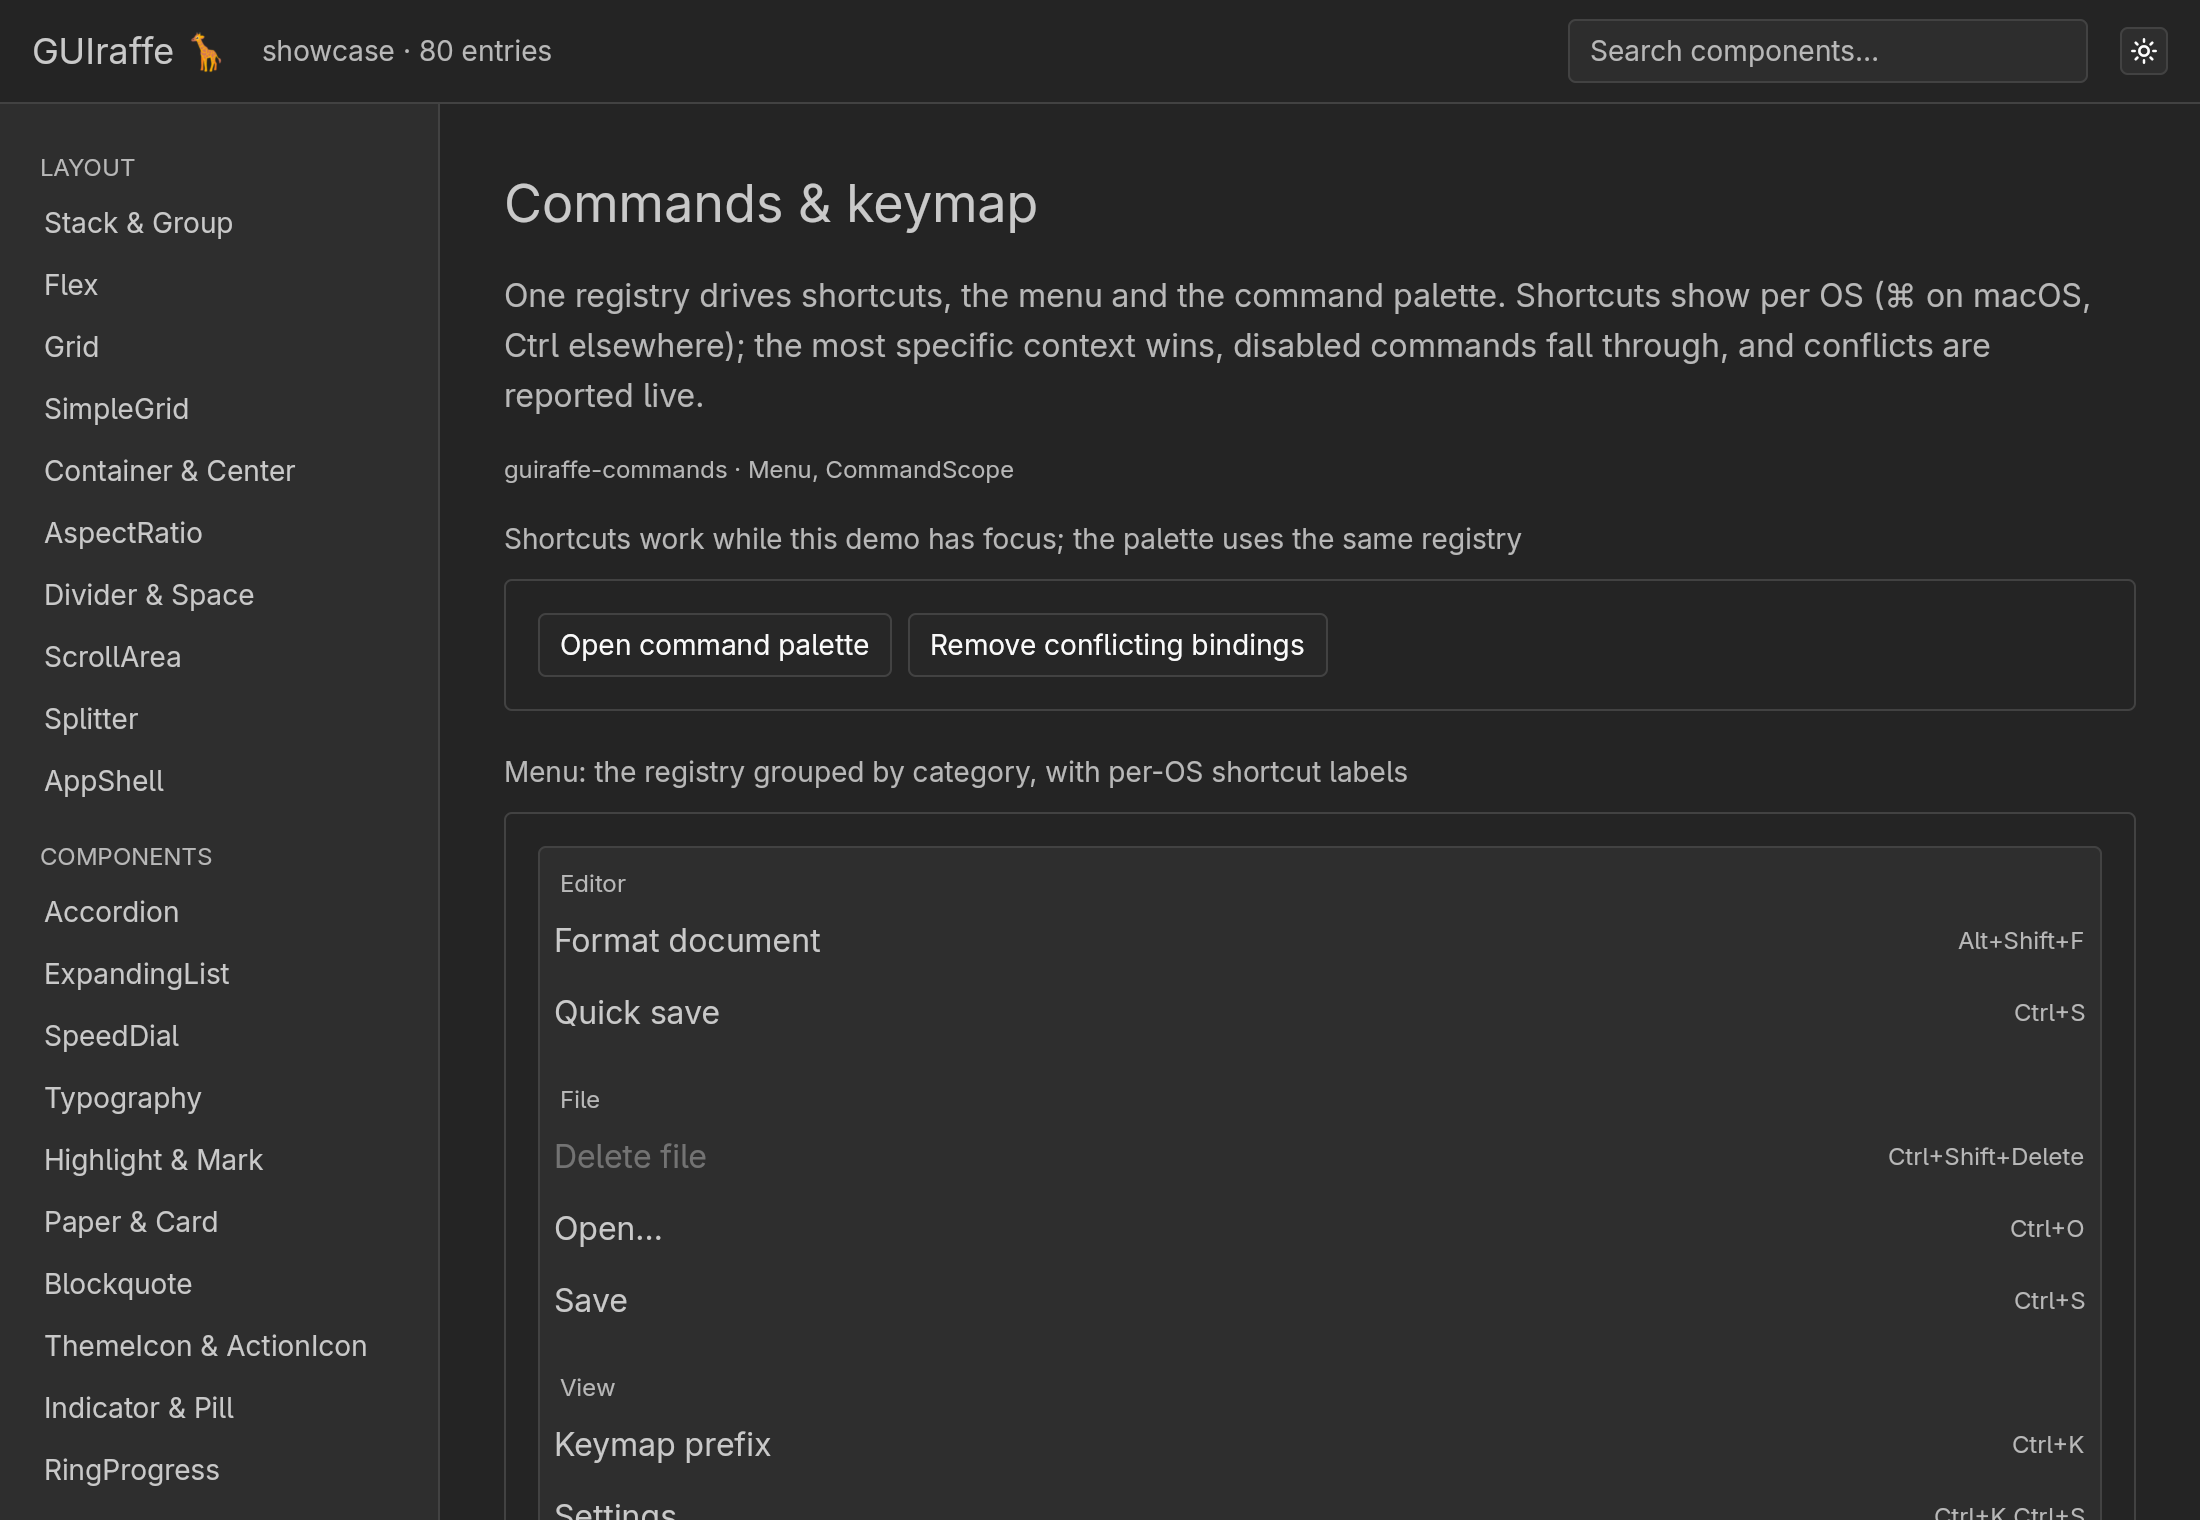 GUIraffe 🦒 showcase · 80 entries
Search components...
LAYOUT
Stack & Group
Flex
Grid
SimpleGrid
Container & Center
AspectRatio
Divider & Space
ScrollArea
Splitter
AppShell
COMPONENTS
Accordion
ExpandingList
SpeedDial
Typography
Highlight & Mark
Paper & Card
Blockquote
ThemeIcon & ActionIcon
Indicator & Pill
RingProgress
Commands & keymap
One registry drives shortcuts, the menu and the command palette. Shortcuts show per OS (⌘ on macOS,
Ctrl elsewhere); the most specific context wins, disabled commands fall through, and conflicts are
reported live.
guiraffe-commands · Menu, CommandScope
Shortcuts work while this demo has focus; the palette uses the same registry
Open command palette
Remove conflicting bindings
Menu: the registry grouped by category, with per-OS shortcut labels
Editor
Format document Alt+Shift+F
Quick save Ctrl+S
File
Delete file Ctrl+Shift+Delete
Open... Ctrl+O
Save Ctrl+S
View
Keymap prefix Ctrl+K
Settings Ctrl+K Ctrl+S